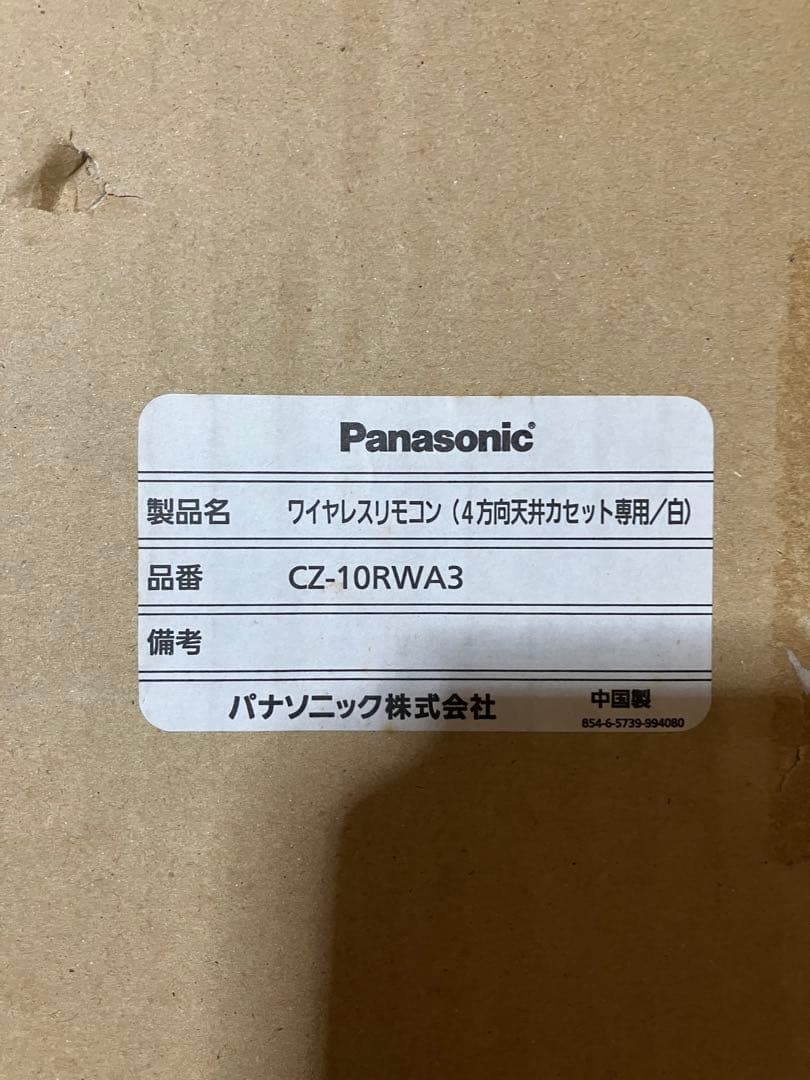 Panasonic
製品名 ワイヤレスリモコン（4方向天井カセット専用／白）
品番 CZ-10RWA3
備考
パナソニック株式会社 中国製
854-6-5739-994080